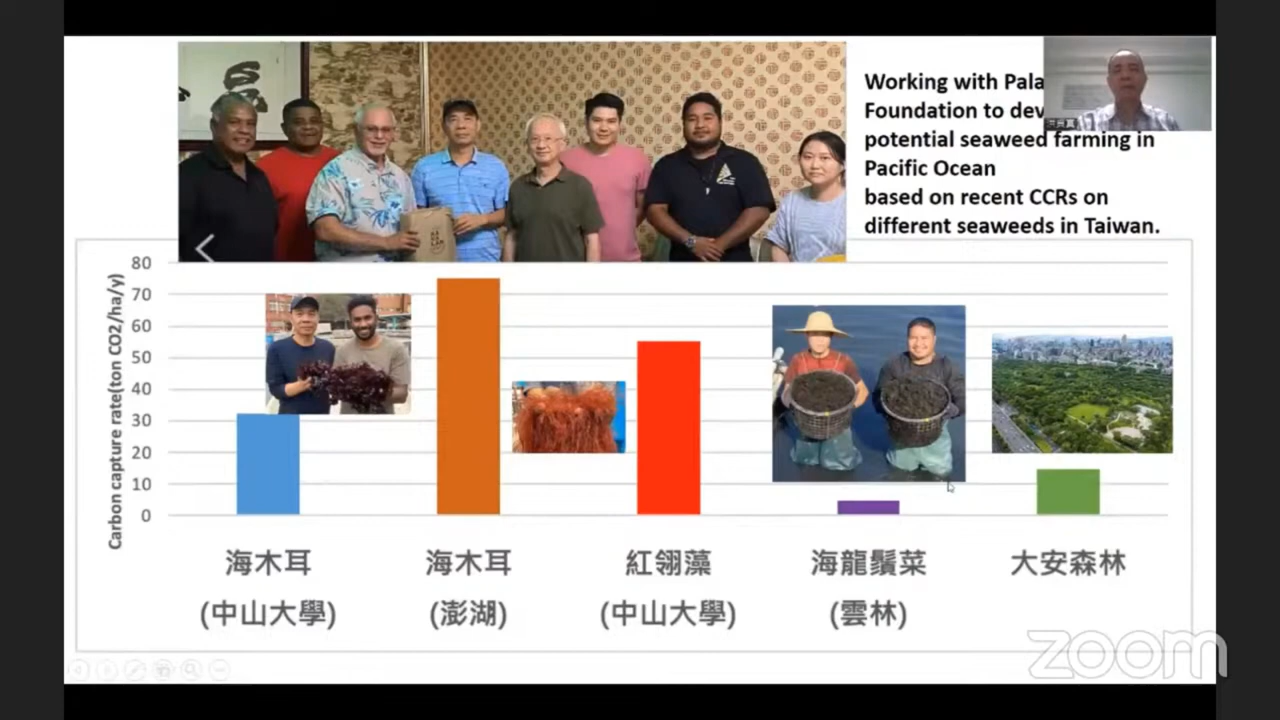 Working with Pala
Foundation to dev
potential seaweed farming in
Pacific Ocean
based on recent CCRs on
different seaweeds in Taiwan.
Carbon capture rate(ton CO2/ha/y)
80
70
60
50
40
30
20
10
0
海木耳
(中山大學)
海木耳
(澎湖)
紅翎藻
(中山大學)
海龍鬚菜
(雲林)
大安森林
zoom